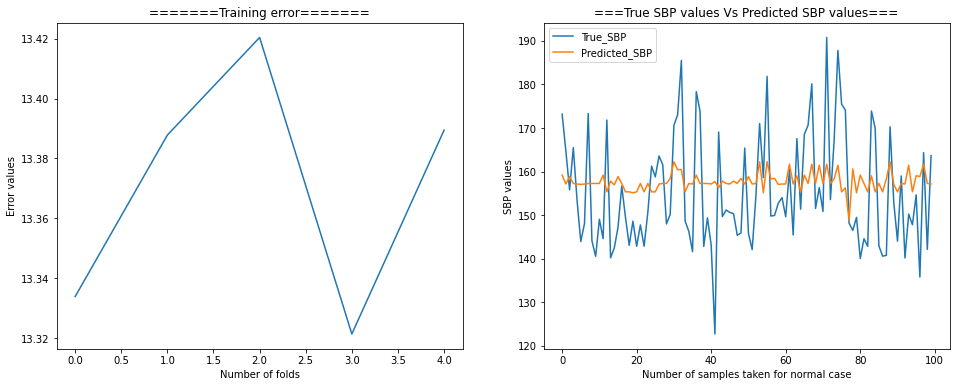 =======Training error=======
13.42
13.40
13.38
13.36
13.34
13.32
Error values
0.0 0.5 1.0 1.5 2.0 2.5 3.0 3.5 4.0
Number of folds
===True SBP values Vs Predicted SBP values===
True_SBP
Predicted_SBP
190
180
170
160
150
140
130
120
SBP values
0 20 40 60 80 100
Number of samples taken for normal case